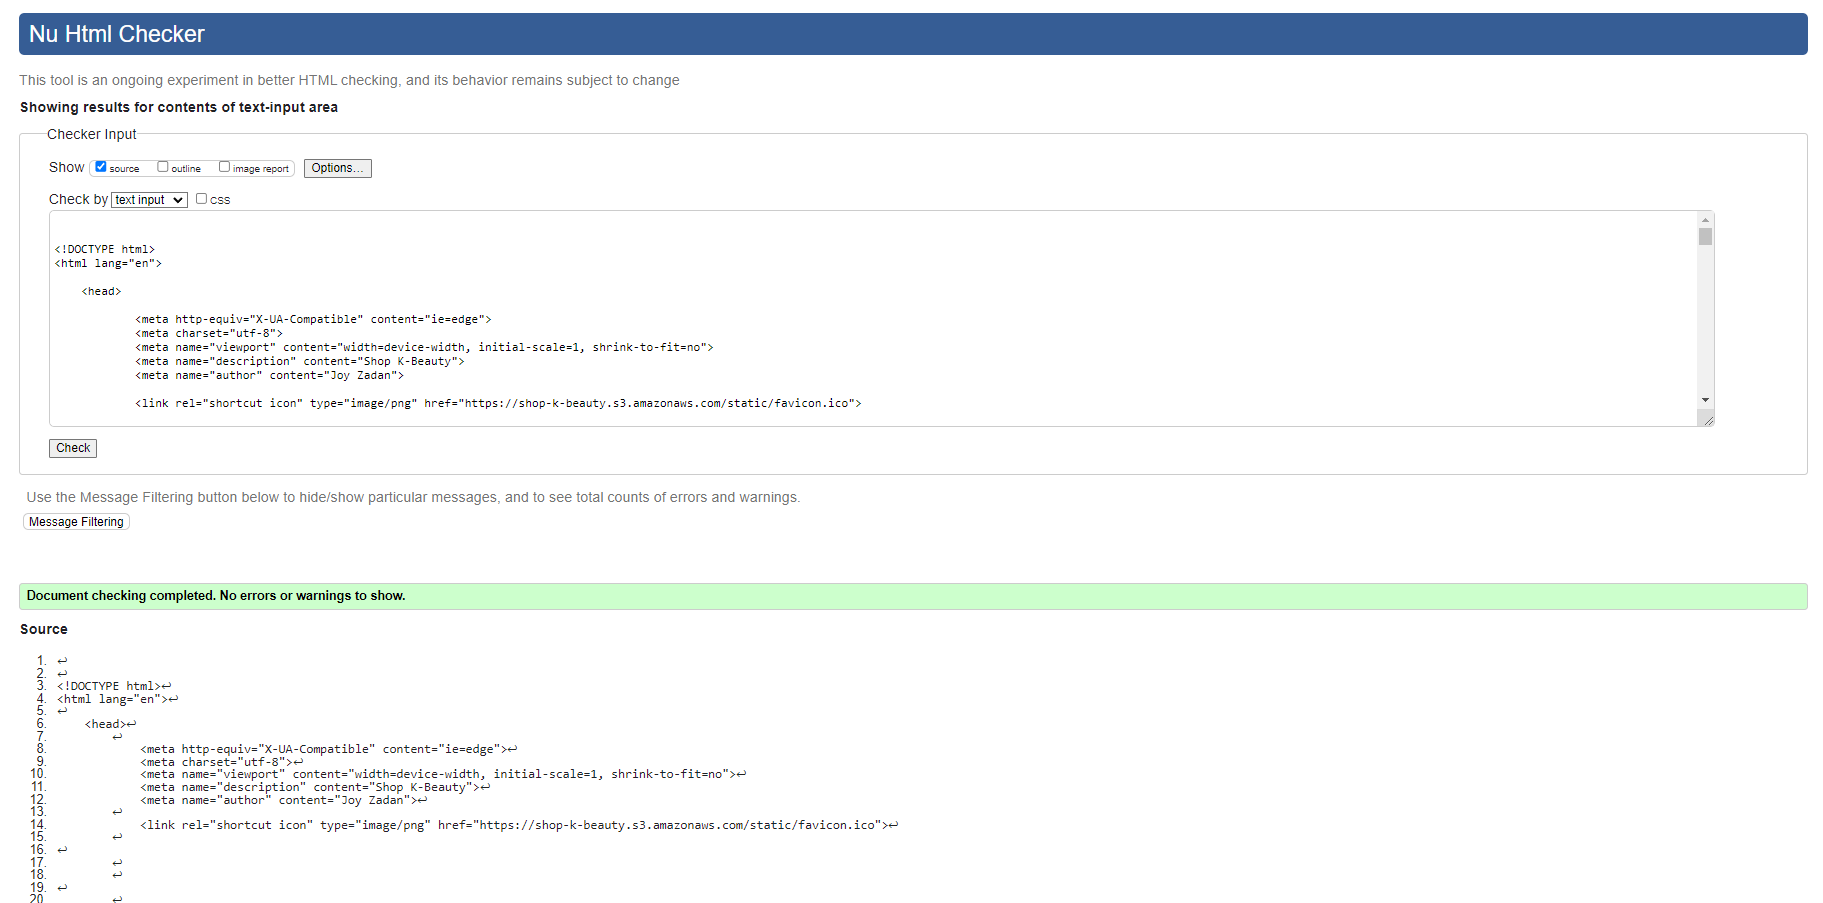 Nu Html Checker
This tool is an ongoing experiment in better HTML checking, and its behavior remains subject to change
Showing results for contents of text-input area
Checker Input
Show source outline image report Options...
Check by text input css
<!DOCTYPE html>
<html lang="en">
<head>
<meta http-equiv="X-UA-Compatible" content="ie=edge">
<meta charset="utf-8">
<meta name="viewport" content="width=device-width, initial-scale=1, shrink-to-fit=no">
<meta name="description" content="Shop K-Beauty">
<meta name="author" content="Joy Zadan">
<link rel="shortcut icon" type="image/png" href="https://shop-k-beauty.s3.amazonaws.com/static/favicon.ico">
Check
Use the Message Filtering button below to hide/show particular messages, and to see total counts of errors and warnings.
Message Filtering
Document checking completed. No errors or warnings to show.
Source
1. ↩
2. ↩
3. <!DOCTYPE html>↩
4. <html lang="en">↩
5. ↩
6. <head>↩
7. ↩
8. <meta http-equiv="X-UA-Compatible" content="ie=edge">↩
9. <meta charset="utf-8">↩
10. <meta name="viewport" content="width=device-width, initial-scale=1, shrink-to-fit=no">↩
11. <meta name="description" content="Shop K-Beauty">↩
12. <meta name="author" content="Joy Zadan">↩
13. ↩
14. <link rel="shortcut icon" type="image/png" href="https://shop-k-beauty.s3.amazonaws.com/static/favicon.ico">↩
15. ↩
16. ↩
17. ↩
18. ↩
19. ↩
20 ↩